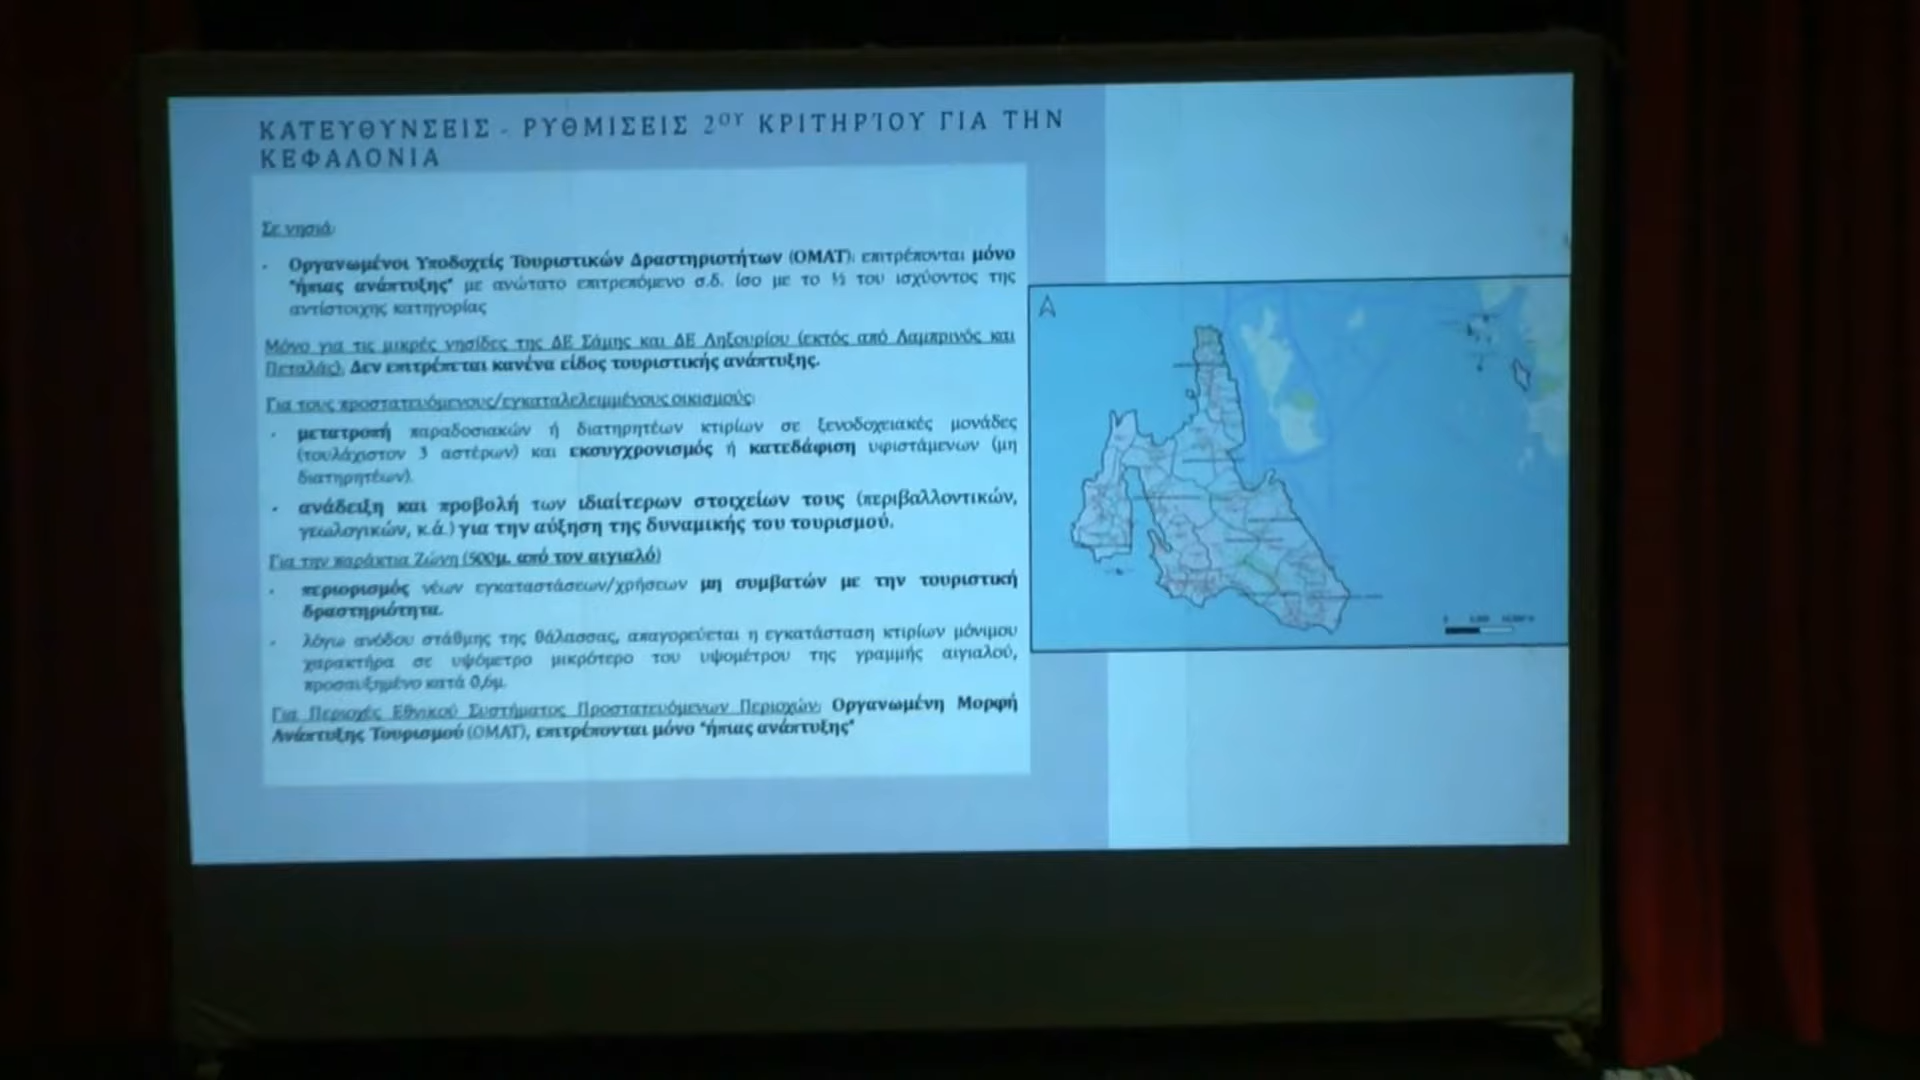 ΚΑΤΕΥΘΥΝΣΕΙΣ - ΡΥΘΜΙΣΕΙΣ 2ΟΥ ΚΡΙΤΗΡΊΟΥ ΓΙΑ ΤΗΝ
ΚΕΦΑΛΟΝΙΑ
Σε νησιά:
- Οργανωμένοι Υποδοχείς Τουριστικών Δραστηριοτήτων (ΟΜΑΤ): επιτρέπονται μόνο
"ήπιας ανάπτυξης" με ανώτατο επιτρεπόμενο σ.δ. ίσο με το ½ του ισχύοντος της
αντίστοιχης κατηγορίας
Μόνο για τις μικρές νησίδες της ΔΕ Σάμης και ΔΕ Ληξουρίου (εκτός από Λαμπρινός και
Πεταλάς): Δεν επιτρέπεται κανένα είδος τουριστικής ανάπτυξης.
Για τους προστατευόμενους/εγκαταλελειμμένους οικισμούς:
- μετατροπή παραδοσιακών ή διατηρητέων κτιρίων σε ξενοδοχειακές μονάδες
(τουλάχιστον 3 αστέρων) και εκσυγχρονισμός ή κατεδάφιση υφιστάμενων (μη
διατηρητέων).
- ανάδειξη και προβολή των ιδιαίτερων στοιχείων τους (περιβαλλοντικών,
γεωλογικών, κ.ά.) για την αύξηση της δυναμικής του τουρισμού.
Για την παράκτια Ζώνη (500μ. από τον αιγιαλό)
- περιορισμός νέων εγκαταστάσεων/χρήσεων μη συμβατών με την τουριστική
δραστηριότητα.
- λόγω ανόδου στάθμης της θάλασσας, απαγορεύεται η εγκατάσταση κτιρίων μόνιμου
χαρακτήρα σε υψόμετρο μικρότερο του υψομέτρου της γραμμής αιγιαλού,
προσαυξημένο κατά 0,6μ.
Για Περιοχές Εθνικού Συστήματος Προστατευόμενων Περιοχών: Οργανωμένη Μορφή
Ανάπτυξης Τουρισμού (ΟΜΑΤ), επιτρέπονται μόνο "ήπιας ανάπτυξης"